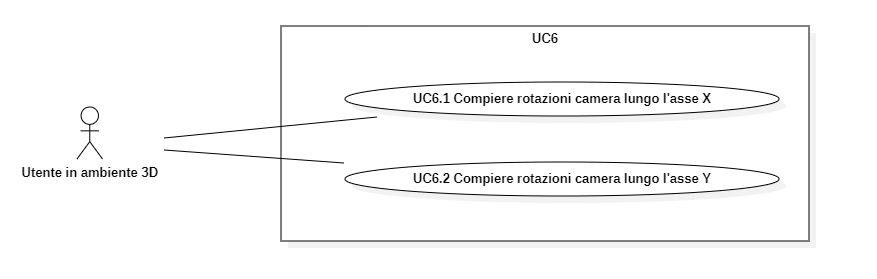 UC6
UC6.1 Compiere rotazioni camera lungo l'asse X
Utente in ambiente 3D
UC6.2 Compiere rotazioni camera lungo l'asse Y